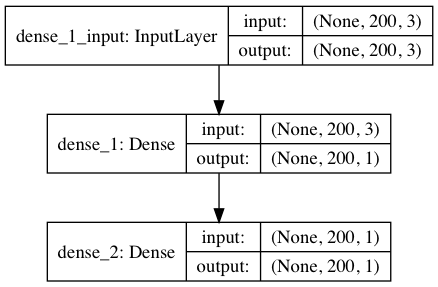 dense_1_input: InputLayer
input: (None, 200, 3)
output: (None, 200, 3)
dense_1: Dense
input: (None, 200, 3)
output: (None, 200, 1)
dense_2: Dense
input: (None, 200, 1)
output: (None, 200, 1)